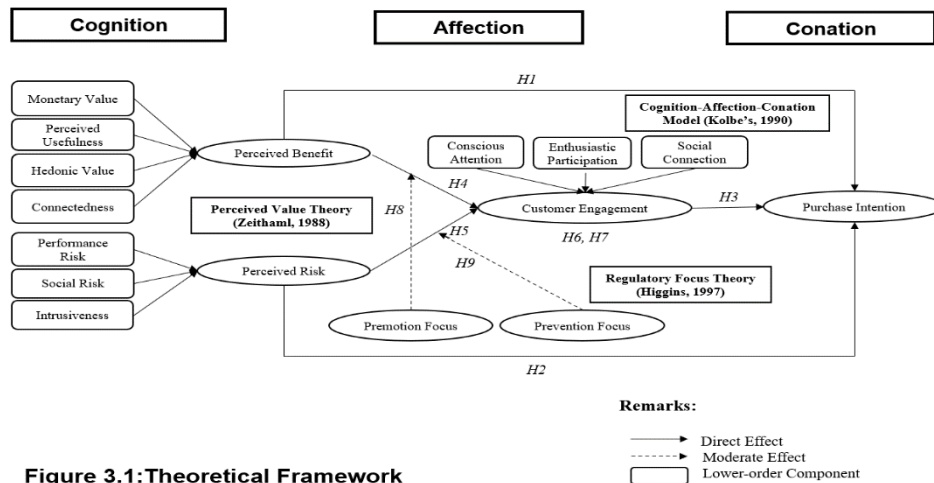 Cognition
Affection
Conation
H1
Monetary Value
Perceived
Usefulness
Hedonic Value
Connectedness
Perceived Benefit
Cognition-Affection-Conation
Model (Kolbe's, 1990)
Conscious
Attention
Enthusiastic
Participation
Social
Connection
H4
H8
Perceived Value Theory
(Zeithaml, 1988)
Customer Engagement
H3
Purchase Intention
H5
H6, H7
H9
Performance
Risk
Social Risk
Intrusiveness
Perceived Risk
Regulatory Focus Theory
(Higgins, 1997)
Premotion Focus
Prevention Focus
H2
Remarks:
Direct Effect
Moderate Effect
Lower-order Component
Figure 3.1:Theoretical Framework